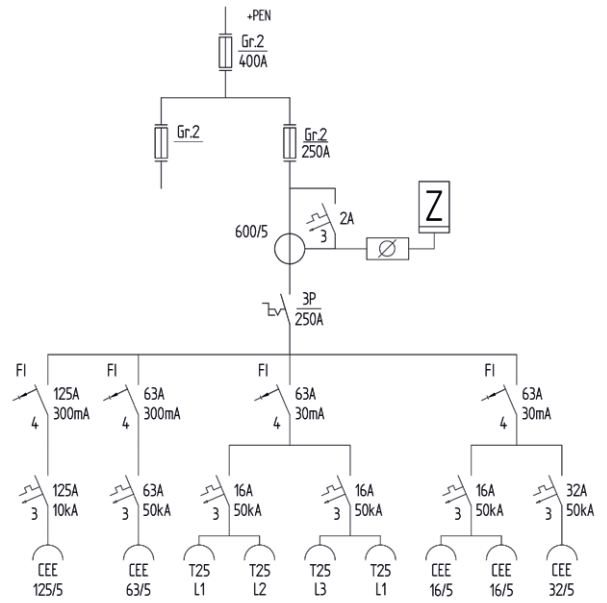 +PEN
Gr.2
400A
Gr.2
Gr.2
250A
Z
2A
600/5
3
3P
250A
FI FI FI FI
125A 63A 63A 63A
300mA 300mA 30mA 30mA
4 4 4 4
125A 63A 16A 16A 16A 32A
10kA 50kA 50kA 50kA 50kA 50kA
3 3 3 3 3 3
CEE CEE T25 T25 T25 T25 CEE CEE CEE
125/5 63/5 L1 L2 L3 L1 16/5 16/5 32/5